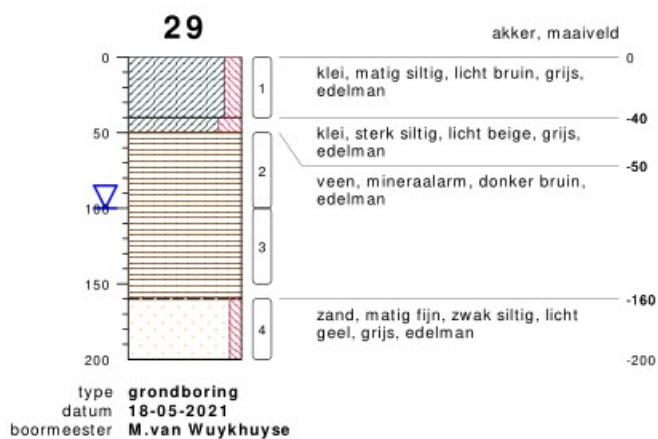 29
akker, maaiveld
0
0
1
klei, matig siltig, licht bruin, grijs,
edelman
-40
50
klei, sterk siltig, licht beige, grijs,
edelman
-50
2
veen, mineraalarm, donker bruin,
edelman
100
3
150
-160
4
zand, matig fijn, zwak siltig, licht
geel, grijs, edelman
200
-200
type grondboring
datum 18-05-2021
boormeester M.van Wuykhuyse